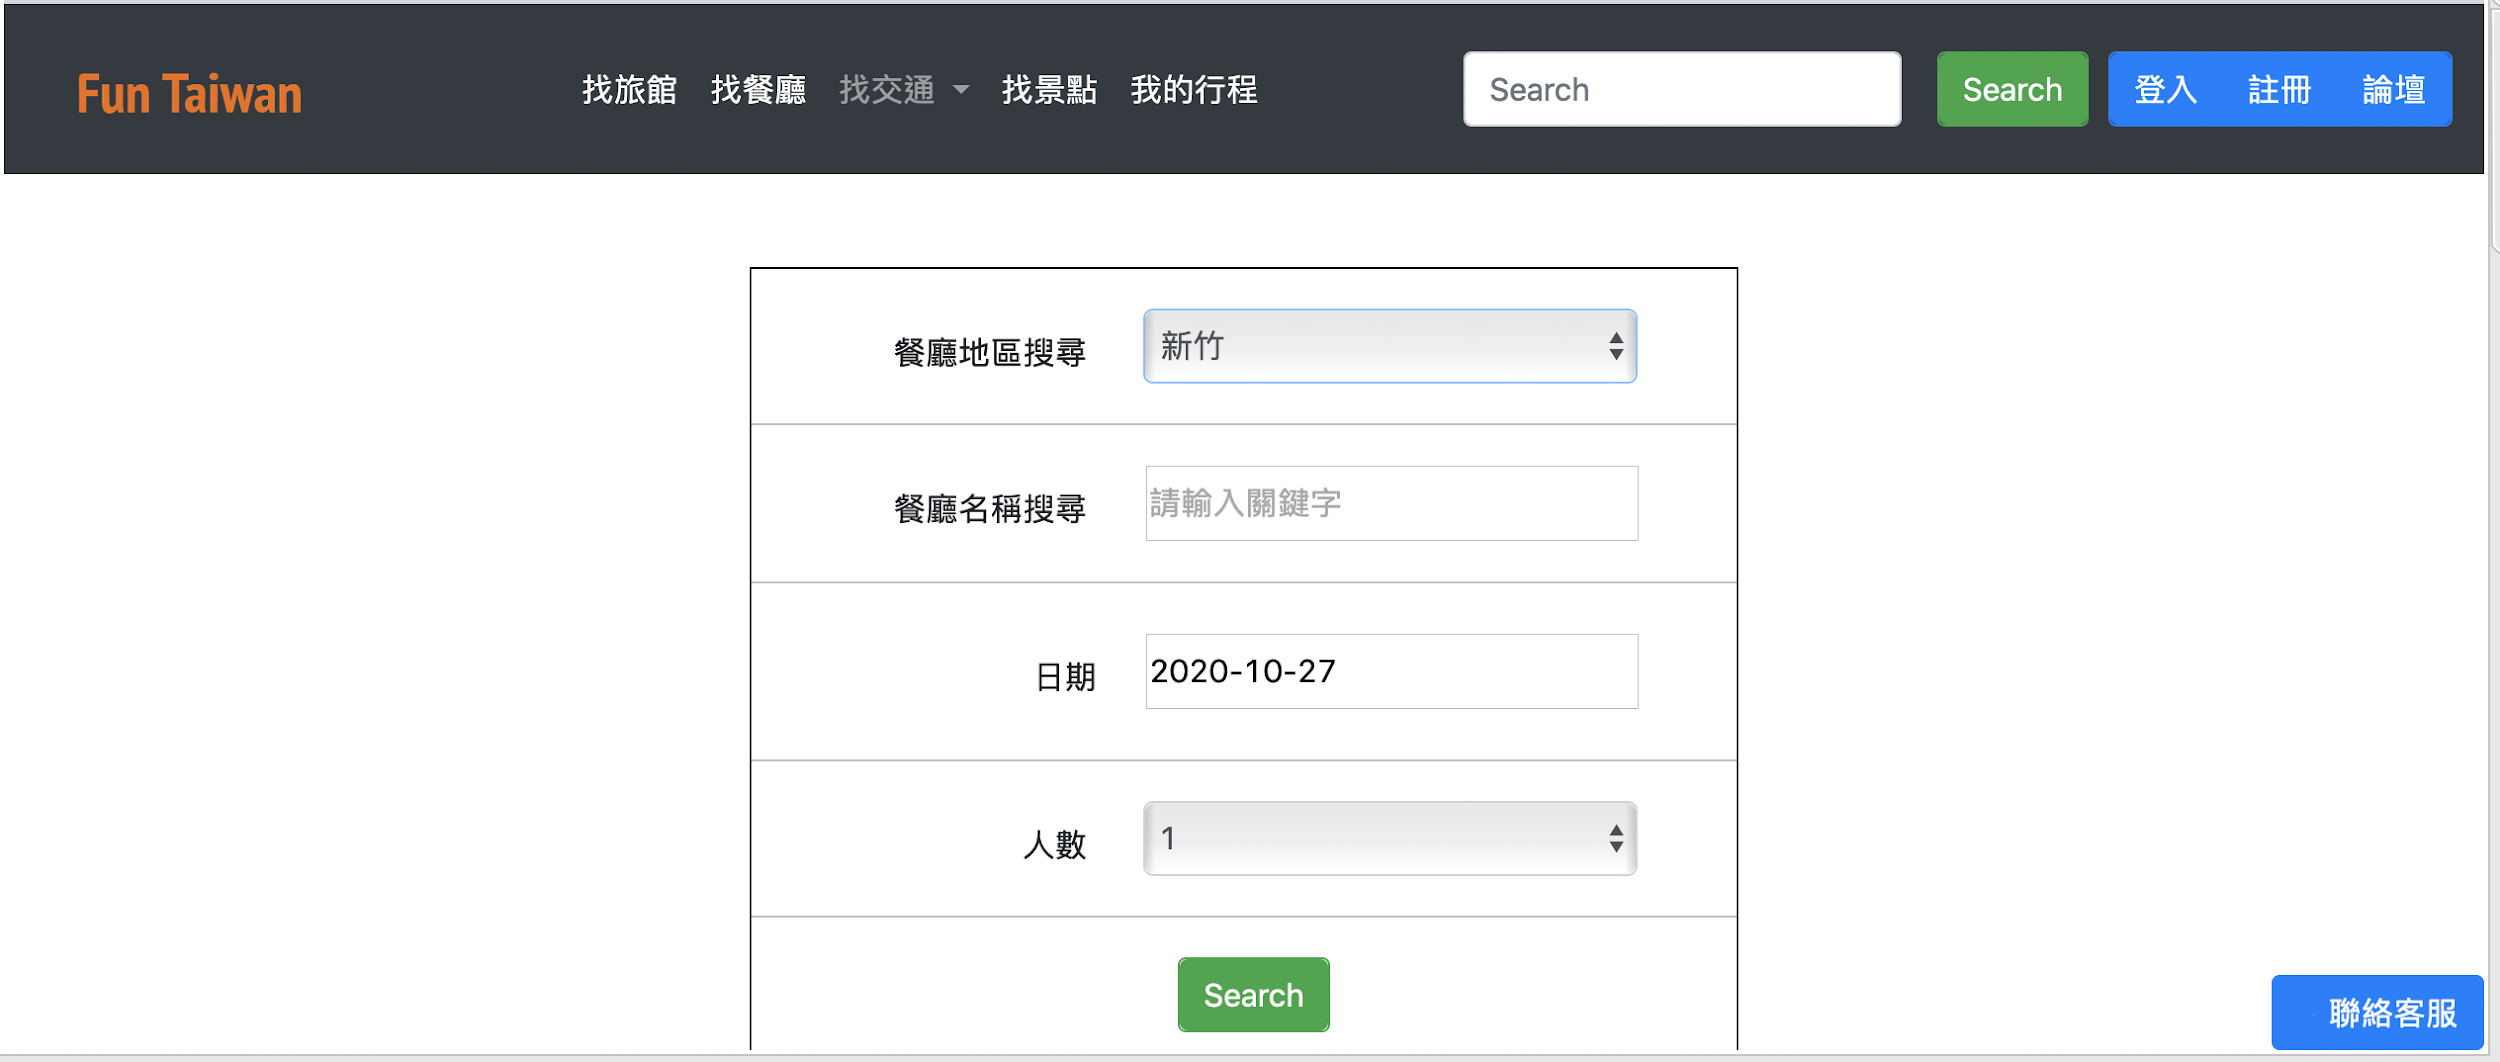 Fun Taiwan
找旅館 找餐廳 找交通 找景點 我的行程
Search
Search
登入 註冊 論壇
餐廳地區搜尋 新竹
餐廳名稱搜尋 請輸入關鍵字
日期 2020-10-27
人數 1
Search
聯絡客服